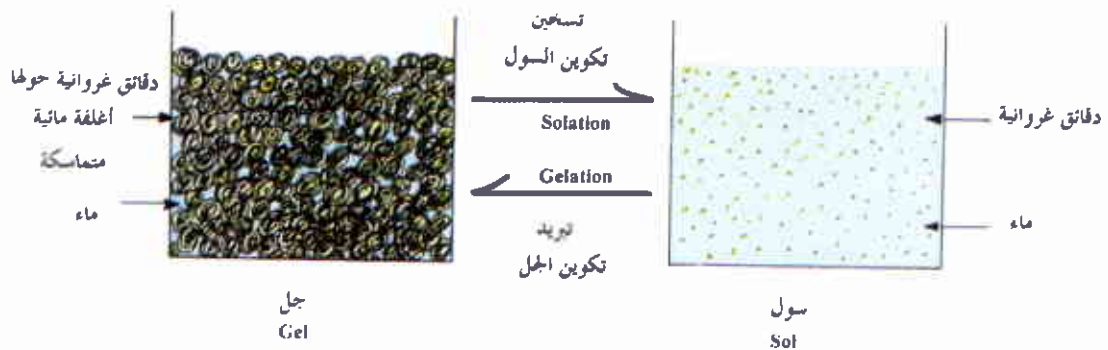 تسخين
تكوين السول
Solation
Gelation
تبريد
تكوين الجل
دقائق غروانية حولها
أغلفة مائية
متماسكة
ماء
جل
Gel
دقائق غروانية
ماء
سول
Sol